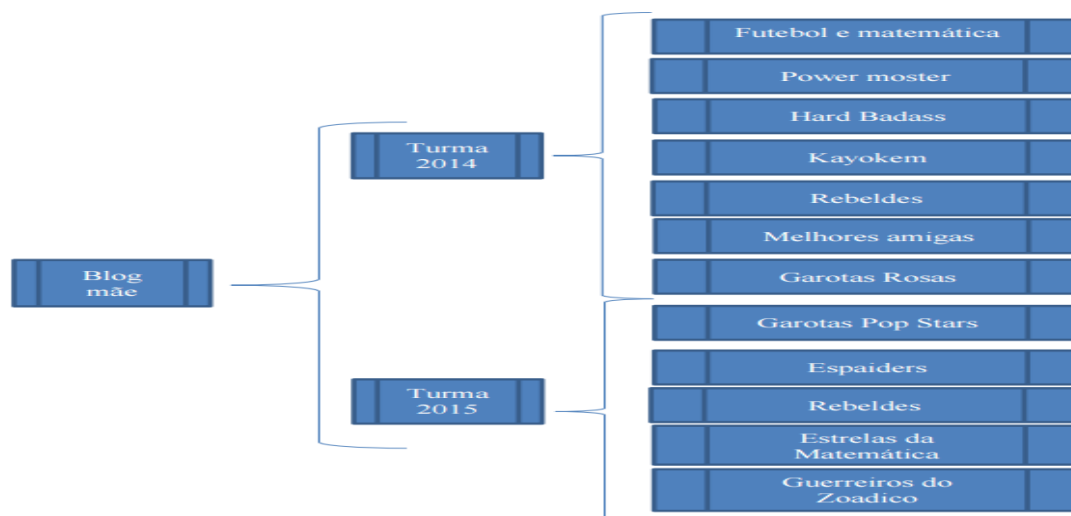 Blog
mãe
Turma
2014
Futebol e matemática
Power moster
Hard Badass
Kayokem
Rebeldes
Melhores amigas
Garotas Rosas
Turma
2015
Garotas Pop Stars
Espaiders
Rebeldes
Estrelas da
Matemática
Guerreiros do
Zoadico